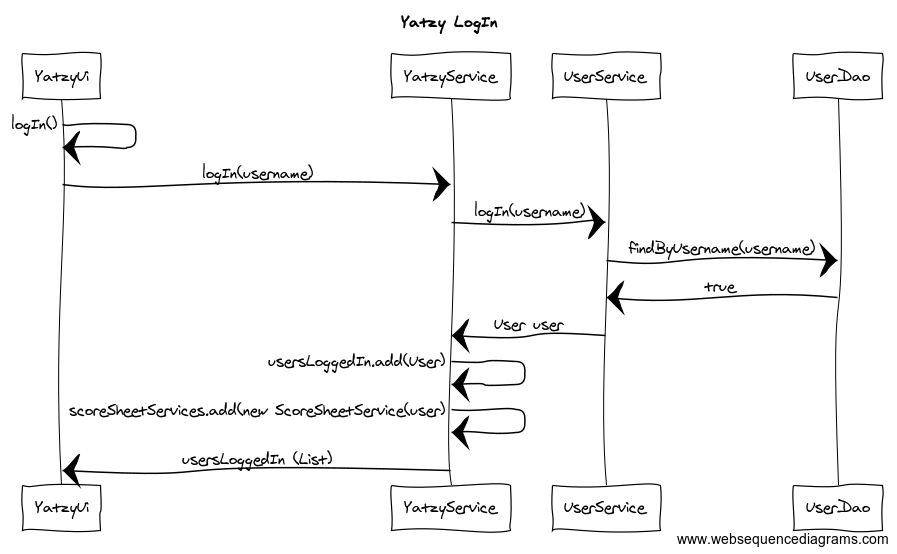 Yatzy LogIn
YatzyUi
YatzyService
UserService
UserDao
logIn()
logIn(username)
logIn(username)
findByUsername(username)
true
User user
usersLoggedIn.add(User)
scoreSheetServices.add(new ScoreSheetService(user)
usersLoggedIn (List)
YatzyUi
YatzyService
UserService
UserDao
www.websequencediagrams.com